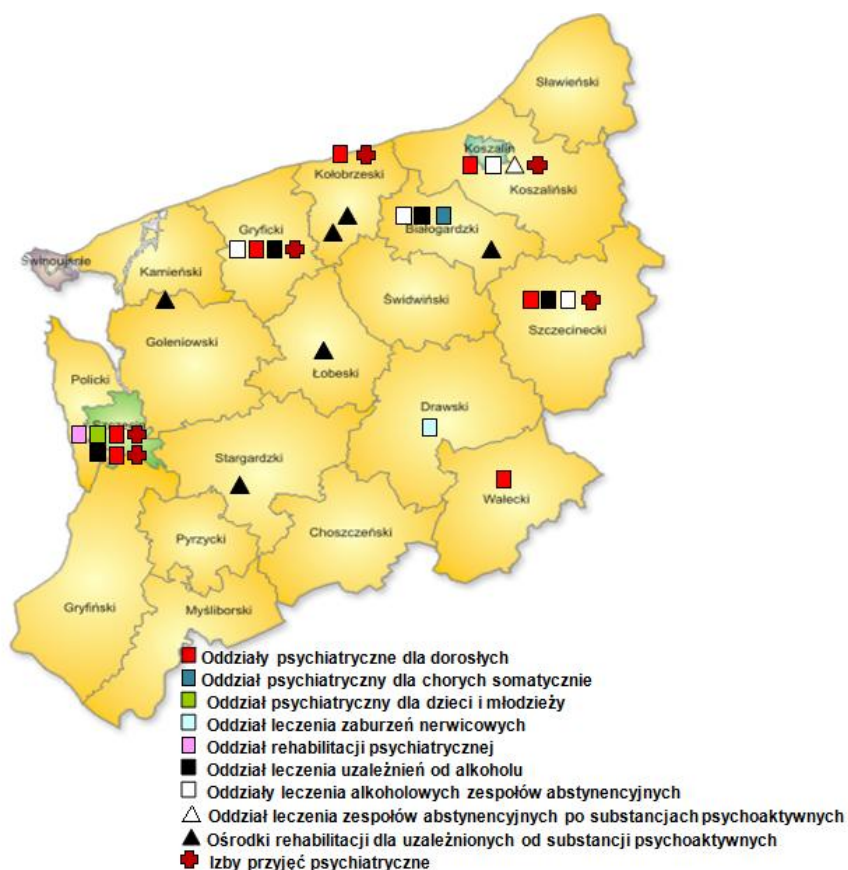 Sławieński
Koszalin
Koszaliński
Kołobrzeski
Gryficki
Białogardzki
Świnoujście
Kamieński
Świdwiński
Szczecinecki
Goleniowski
Łobeski
Policki
Drawski
Stargardzki
Wałecki
Pyrzycki
Choszczeński
Gryfiński
Myśliborski
Oddziały psychiatryczne dla dorosłych
Oddział psychiatryczny dla chorych somatycznie
Oddział psychiatryczny dla dzieci i młodzieży
Oddział leczenia zaburzeń nerwicowych
Oddział rehabilitacji psychiatrycznej
Oddział leczenia uzależnień od alkoholu
Oddziały leczenia alkoholowych zespołów abstynencyjnych
Oddział leczenia zespołów abstynencyjnych po substancjach psychoaktywnych
Ośrodki rehabilitacji dla uzależnionych od substancji psychoaktywnych
Izby przyjęć psychiatryczne